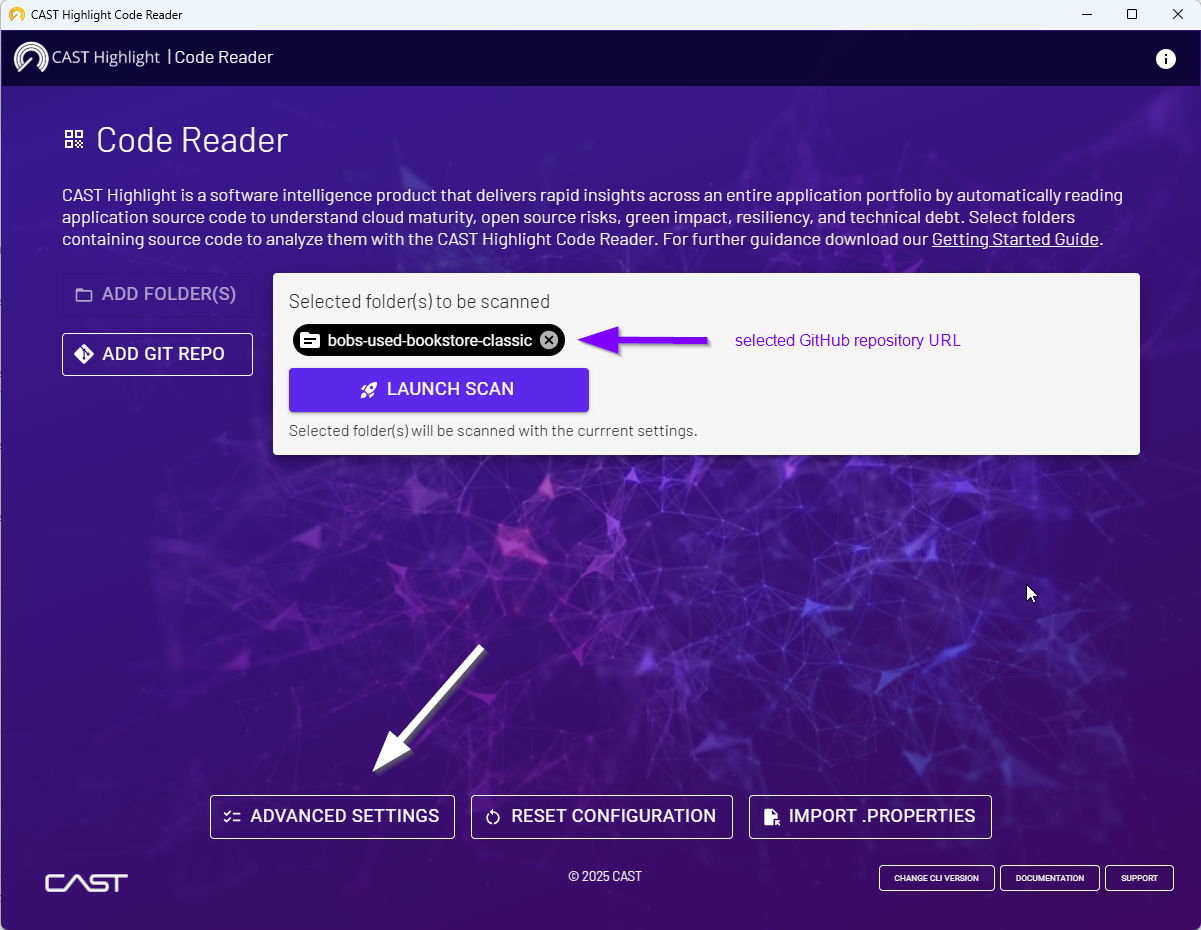 CAST Highlight Code Reader
CAST Highlight | Code Reader
Code Reader
CAST Highlight is a software intelligence product that delivers rapid insights across an entire application portfolio by automatically reading
application source code to understand cloud maturity, open source risks, green impact, resiliency, and technical debt. Select folders
containing source code to analyze them with the CAST Highlight Code Reader. For further guidance download our Getting Started Guide.
ADD FOLDER(S)
ADD GIT REPO
Selected folder(s) to be scanned
bobs-used-bookstore-classic
selected GitHub repository URL
LAUNCH SCAN
Selected folder(s) will be scanned with the currrent settings.
ADVANCED SETTINGS
RESET CONFIGURATION
IMPORT .PROPERTIES
CAST
© 2025 CAST
CHANGE CLI VERSION
DOCUMENTATION
SUPPORT